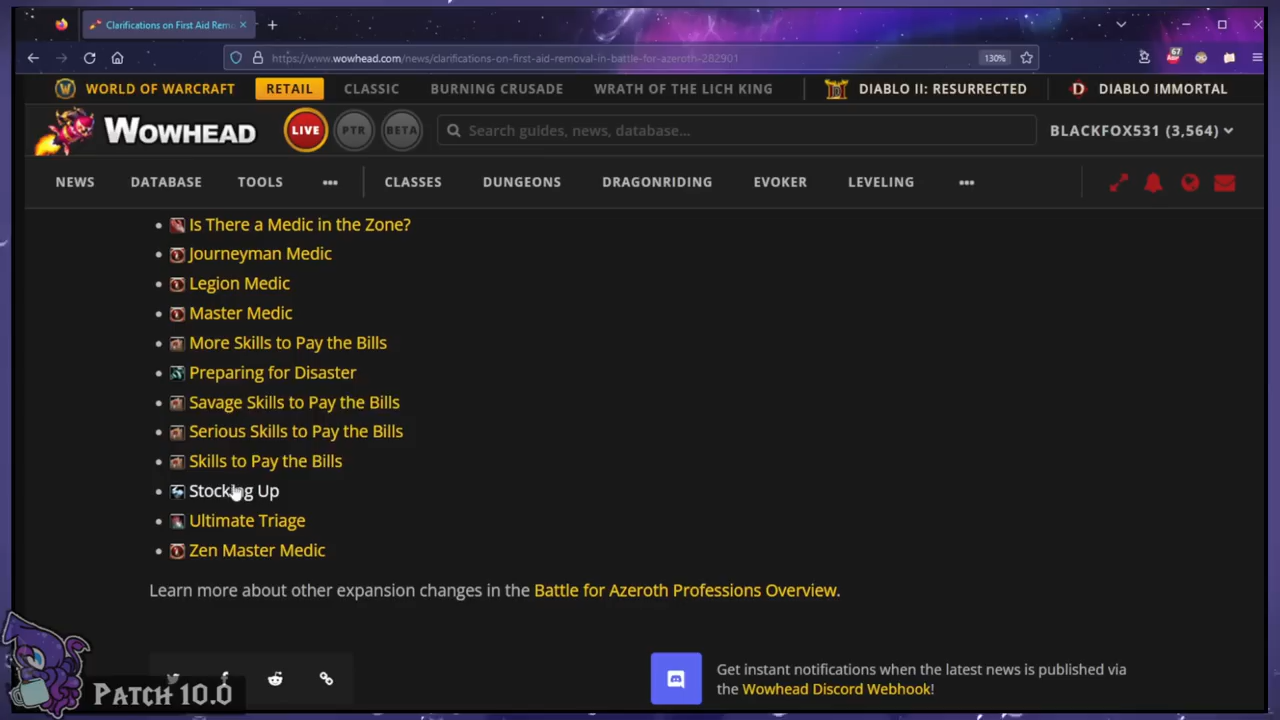 Clarifications on First Aid Rem
https://www.wowhead.com/news/clarifications-on-first-aid-removal-in-battle-for-azeroth-282901
130%
67
WORLD OF WARCRAFT
RETAIL
CLASSIC
BURNING CRUSADE
WRATH OF THE LICH KING
DIABLO II: RESURRECTED
DIABLO IMMORTAL
WOWHEAD
LIVE
PTR
BETA
Search guides, news, database...
BLACKFOX531 (3,564)
NEWS
DATABASE
TOOLS
•••
CLASSES
DUNGEONS
DRAGONRIDING
EVOKER
LEVELING
•••
• Is There a Medic in the Zone?
• Journeyman Medic
• Legion Medic
• Master Medic
• More Skills to Pay the Bills
• Preparing for Disaster
• Savage Skills to Pay the Bills
• Serious Skills to Pay the Bills
• Skills to Pay the Bills
• Stocking Up
• Ultimate Triage
• Zen Master Medic
Learn more about other expansion changes in the Battle for Azeroth Professions Overview.
Get instant notifications when the latest news is published via
the Wowhead Discord Webhook!
PATCH 10.0